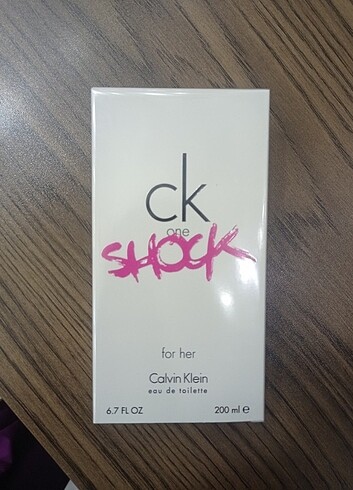 ck
one
SHOCK
for her
Calvin Klein
eau de toilette
6.7 FL OZ 200 ml e